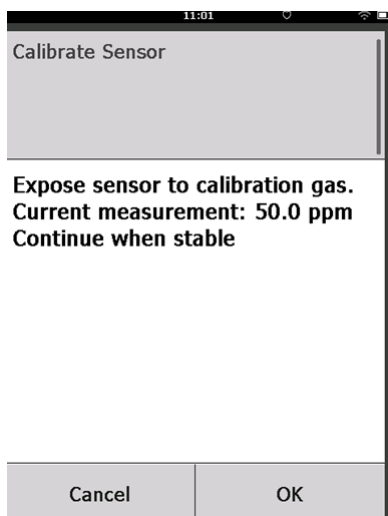 11:01
Calibrate Sensor
Expose sensor to calibration gas.
Current measurement: 50.0 ppm
Continue when stable
Cancel OK